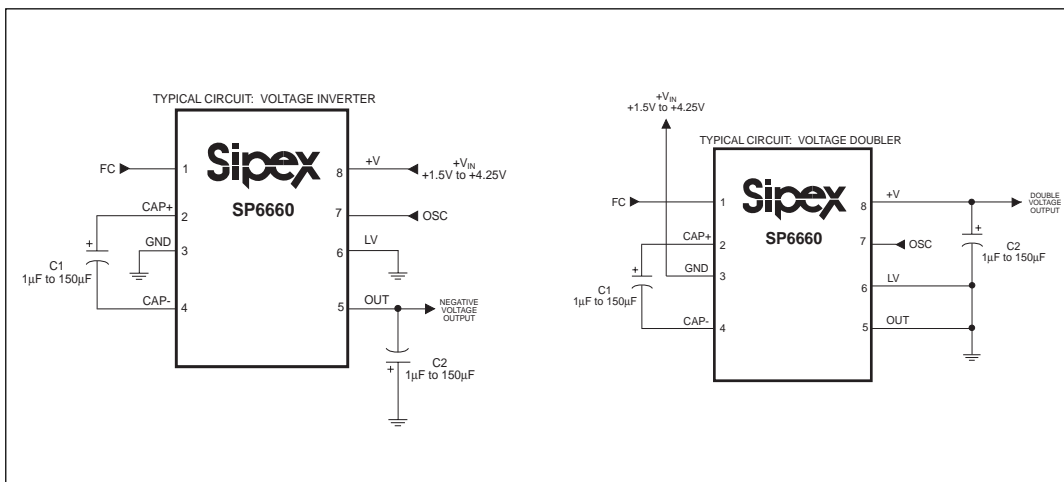 TYPICAL CIRCUIT: VOLTAGE INVERTER
Sipex
SP6660
FC
1
CAP+
2
GND
3
C1
1µF to 150µF
CAP-
4
+V
8
+VIN
+1.5V to +4.25V
7
OSC
LV
6
OUT
5
NEGATIVE
VOLTAGE
OUTPUT
C2
1µF to 150µF
+
+
+VIN
+1.5V to +4.25V
TYPICAL CIRCUIT: VOLTAGE DOUBLER
Sipex
SP6660
FC
1
CAP+
2
GND
3
C1
1µF to 150µF
CAP-
4
+V
8
DOUBLE
VOLTAGE
OUTPUT
7
OSC
C2
1µF to 150µF
LV
6
OUT
5
+
+